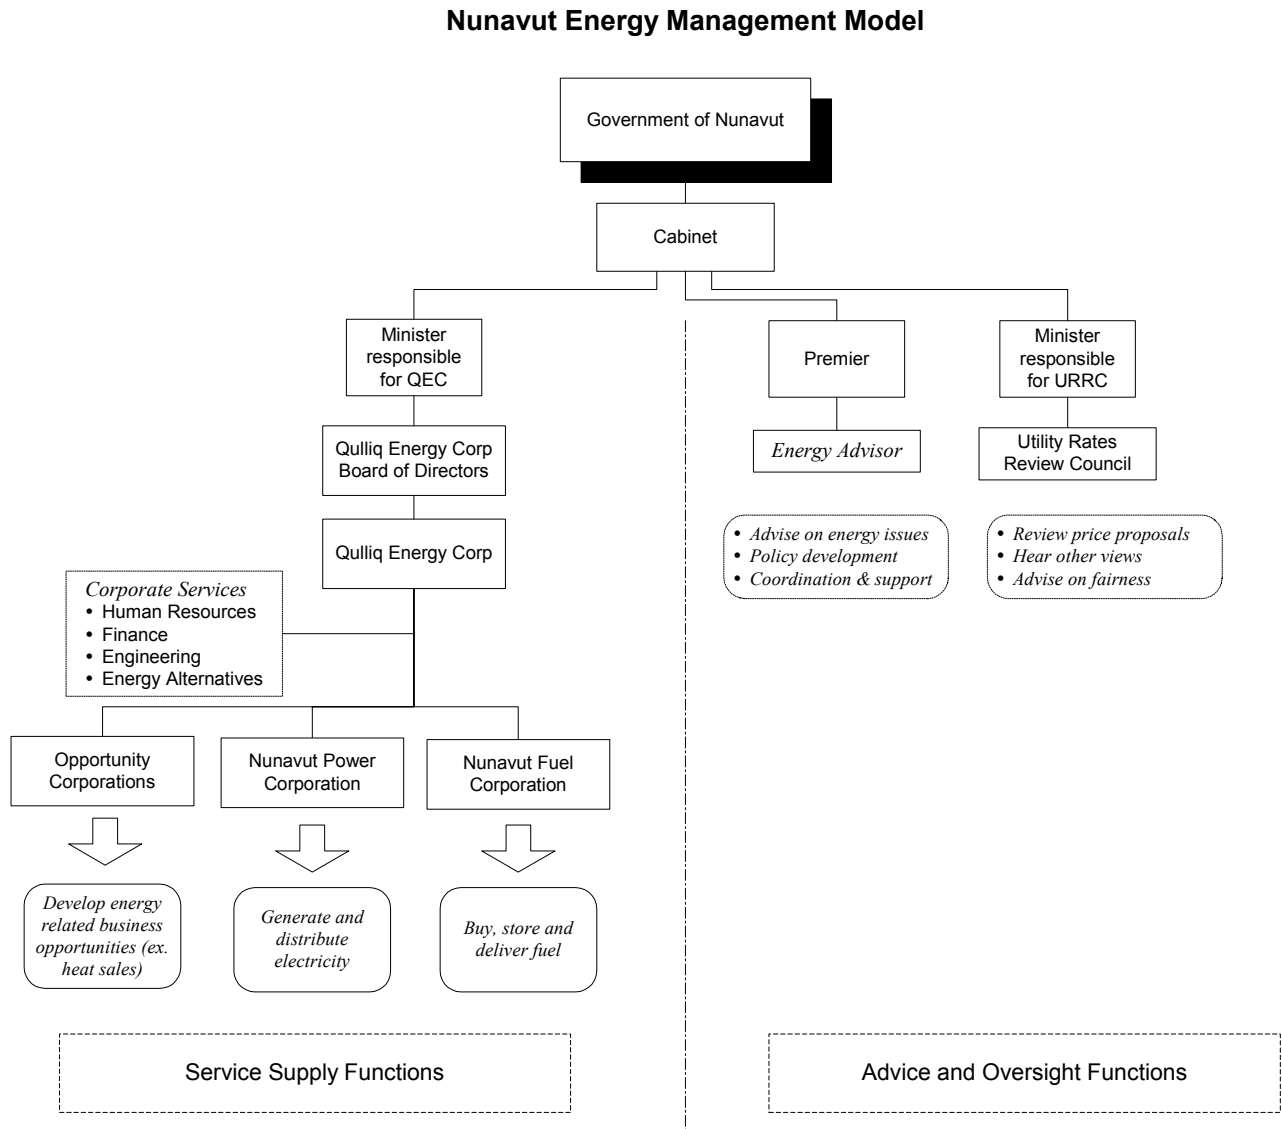 Nunavut Energy Management Model
Government of Nunavut
Cabinet
Minister
responsible
for QEC
Premier
Minister
responsible
for URRC
Qulliq Energy Corp
Board of Directors
Energy Advisor
Utility Rates
Review Council
Qulliq Energy Corp
• Advise on energy issues
• Policy development
• Coordination & support
• Review price proposals
• Hear other views
• Advise on fairness
Corporate Services
• Human Resources
• Finance
• Engineering
• Energy Alternatives
Opportunity
Corporations
Nunavut Power
Corporation
Nunavut Fuel
Corporation
Develop energy
related business
opportunities (ex.
heat sales)
Generate and
distribute
electricity
Buy, store and
deliver fuel
Service Supply Functions
Advice and Oversight Functions